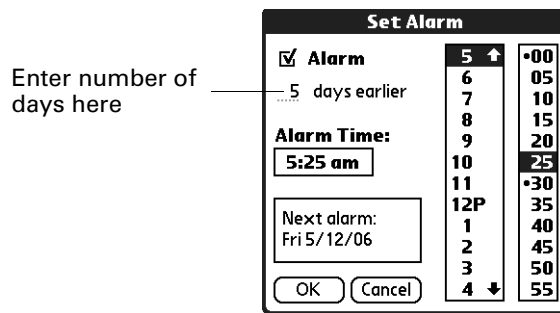 Set Alarm
Enter number of
days here
Alarm
5 days earlier
Alarm Time:
5:25 am
Next alarm:
Fri 5/12/06
OK Cancel
5
6
7
8
9
10
11
12P
1
2
3
4
•00
05
10
15
20
25
•30
35
40
45
50
55